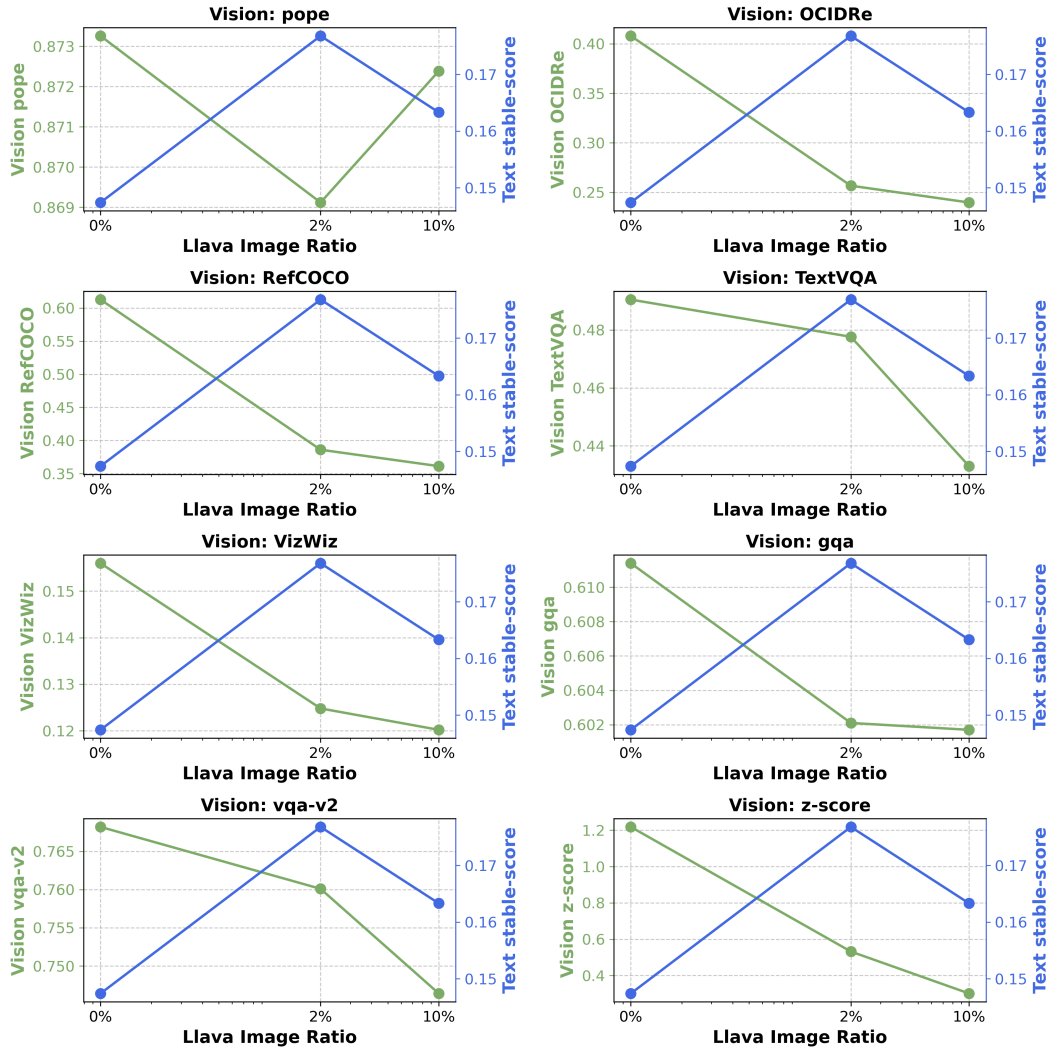 Vision: pope
Vision pope
0.873
0.872
0.871
0.870
0.869
0.17
0.16
0.15
Text stable-score
0% 2% 10%
Llava Image Ratio
Vision: OCIDRe
Vision OCIDRe
0.40
0.35
0.30
0.25
0.17
0.16
0.15
Text stable-score
0% 2% 10%
Llava Image Ratio
Vision: RefCOCO
Vision RefCOCO
0.60
0.55
0.50
0.45
0.40
0.35
0.17
0.16
0.15
Text stable-score
0% 2% 10%
Llava Image Ratio
Vision: TextVQA
Vision TextVQA
0.48
0.46
0.44
0.17
0.16
0.15
Text stable-score
0% 2% 10%
Llava Image Ratio
Vision: VizWiz
Vision VizWiz
0.15
0.14
0.13
0.12
0.17
0.16
0.15
Text stable-score
0% 2% 10%
Llava Image Ratio
Vision: gqa
Vision gqa
0.610
0.608
0.606
0.604
0.602
0.17
0.16
0.15
Text stable-score
0% 2% 10%
Llava Image Ratio
Vision: vqa-v2
Vision vqa-v2
0.765
0.760
0.755
0.750
0.17
0.16
0.15
Text stable-score
0% 2% 10%
Llava Image Ratio
Vision: z-score
Vision z-score
1.2
1.0
0.8
0.6
0.4
0.17
0.16
0.15
Text stable-score
0% 2% 10%
Llava Image Ratio